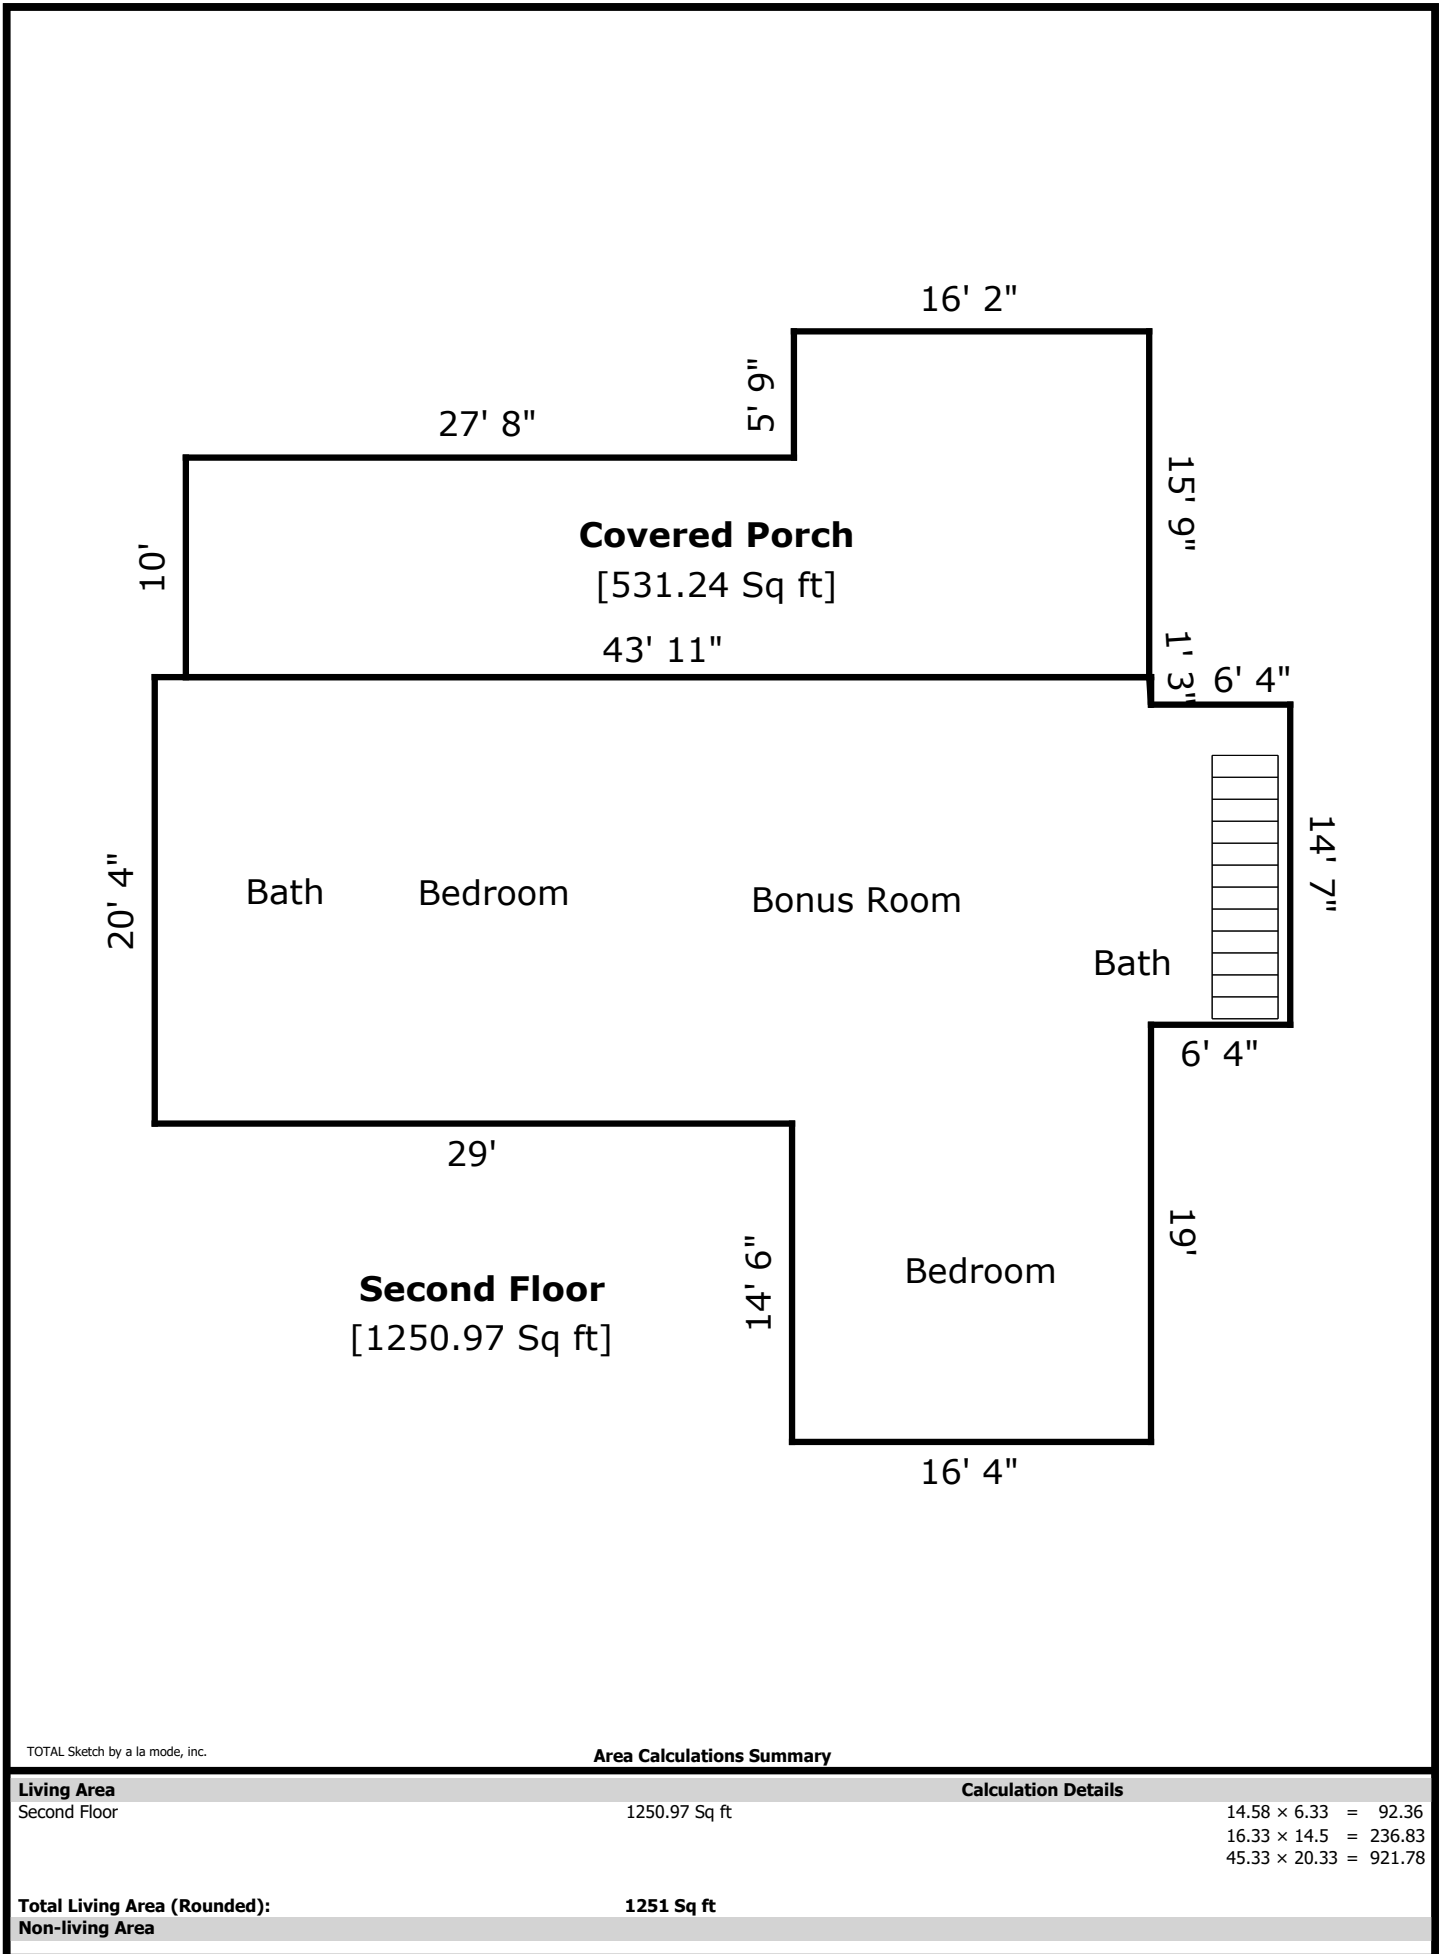 16' 2"
5' 9"
27' 8"
15' 9"
Covered Porch
10'
[531.24 Sq ft]
43' 11"
1' 3"
6' 4"
14' 7"
20' 4"
Bath
Bedroom
Bonus Room
Bath
6' 4"
29'
19'
14' 6"
Bedroom
Second Floor
[1250.97 Sq ft]
16' 4"
TOTAL Sketch by a la mode, inc.
Area Calculations Summary
Living Area Calculation Details
Second Floor 1250.97 Sq ft 14.58 × 6.33 = 92.36
16.33 × 14.5 = 236.83
45.33 × 20.33 = 921.78
Total Living Area (Rounded): 1251 Sq ft
Non-living Area